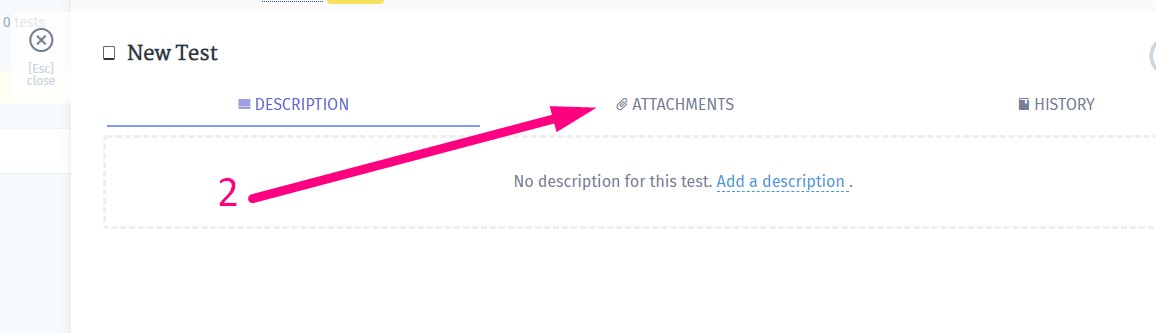 0 tests
[Esc]
close
New Test
DESCRIPTION
ATTACHMENTS
HISTORY
2
No description for this test. Add a description .